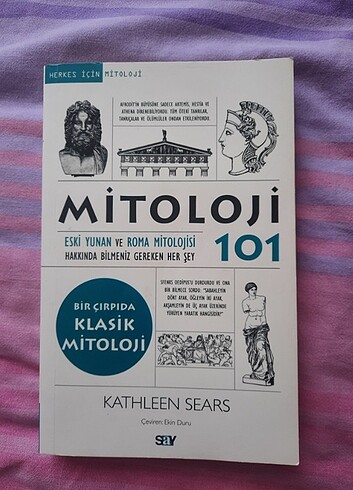 HERKES İÇİN MİTOLOJİ
AFRODİT'İN BÜYÜSÜNE SADECE ARTEMİS, HESTİA VE
ATHENA DİRENEBİLİYORDU; TÜM ÖTEKİ TANRILAR,
TANRIÇALAR VE ÖLÜMLÜLER ONDAN ETKİLENİYORDU.
MİTOLOJİ
ESKİ YUNAN VE ROMA MİTOLOJİSİ
HAKKINDA BİLMENİZ GEREKEN HER ŞEY
101
SFENKS OEDİPUS'U DURDURDU VE ONA
BİR BİLMECE SORDU: "SABAHLEYİN
DÖRT AYAK, ÖĞLEYİN İKİ AYAK,
AKŞAMLEYİN DE ÜÇ AYAK ÜZERİNDE
YÜRÜYEN YARATIK HANGİSİDİR?"
BİR ÇIRPIDA
KLASİK
MİTOLOJİ
KATHLEEN SEARS
Çeviren: Ekin Duru
say